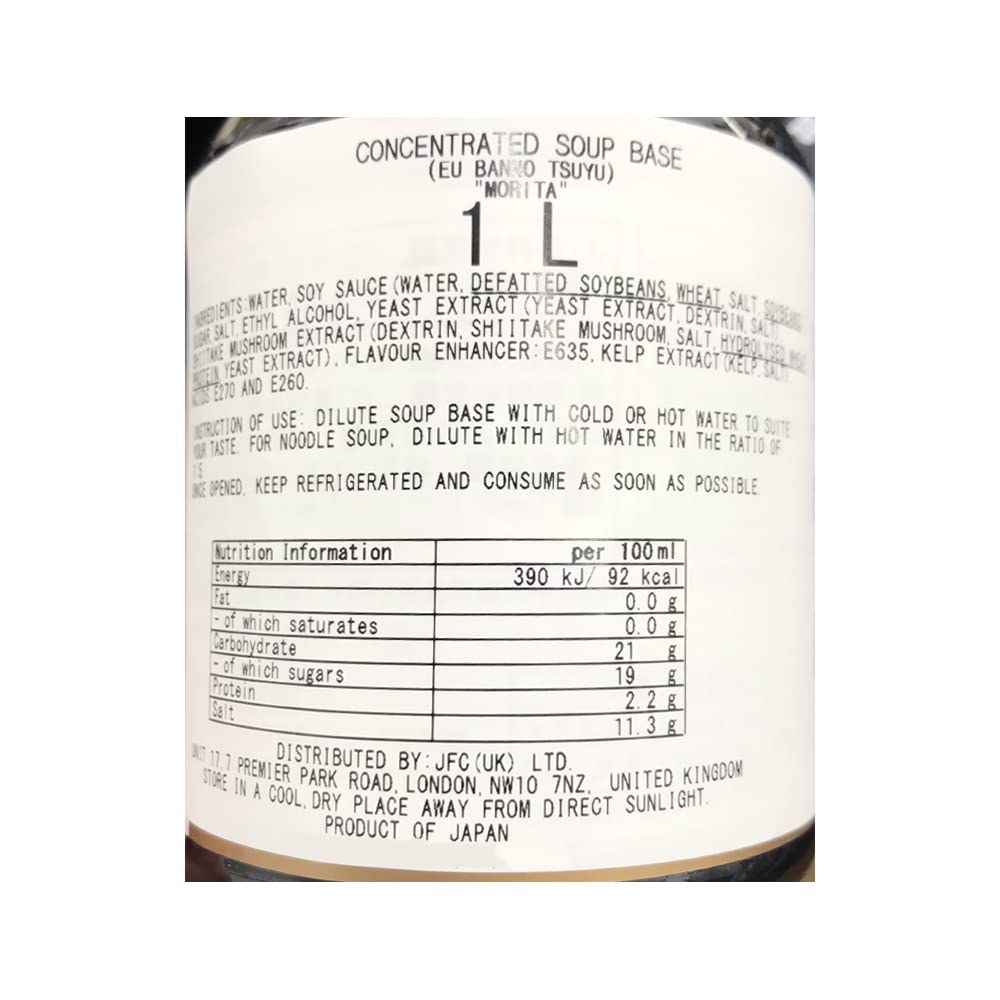 CONCENTRATED SOUP BASE
(EU BANNO TSUYU)
"MORITA"
1 L
INGREDIENTS:WATER, SOY SAUCE (WATER, DEFATTED SOYBEANS, WHEAT, SALT, SOYBEANS)
SUGAR, SALT, ETHYL ALCOHOL, YEAST EXTRACT (YEAST EXTRACT, DEXTRIN, SALT)
SHIITAKE MUSHROOM EXTRACT (DEXTRIN, SHIITAKE MUSHROOM, SALT, HYDROLYSED WHEAT
PROTEIN, YEAST EXTRACT), FLAVOUR ENHANCER:E635, KELP EXTRACT (KELP, SALT),
ACIDS E270 AND E260.
INSTRUCTION OF USE: DILUTE SOUP BASE WITH COLD OR HOT WATER TO SUITE
YOUR TASTE. FOR NOODLE SOUP, DILUTE WITH HOT WATER IN THE RATIO OF
1:5
ONCE OPENED, KEEP REFRIGERATED AND CONSUME AS SOON AS POSSIBLE.
Nutrition Information per 100ml
Energy 390 kJ/ 92 kcal
Fat 0.0 g
- of which saturates 0.0 g
Carbohydrate 21 g
- of which sugars 19 g
Protein 2.2 g
Salt 11.3 g
DISTRIBUTED BY:JFC(UK) LTD.
UNIT 17,7 PREMIER PARK ROAD, LONDON, NW10 7NZ, UNITED KINGDOM
STORE IN A COOL, DRY PLACE AWAY FROM DIRECT SUNLIGHT.
PRODUCT OF JAPAN